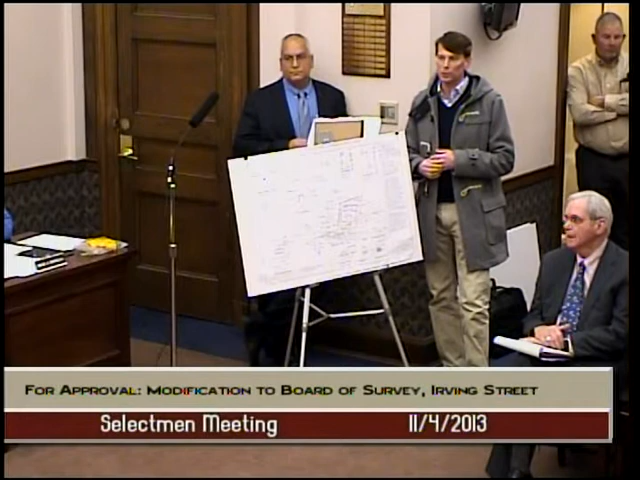 For Approval: Modification to Board of Survey, Irving Street
Selectmen Meeting 11/4/2013